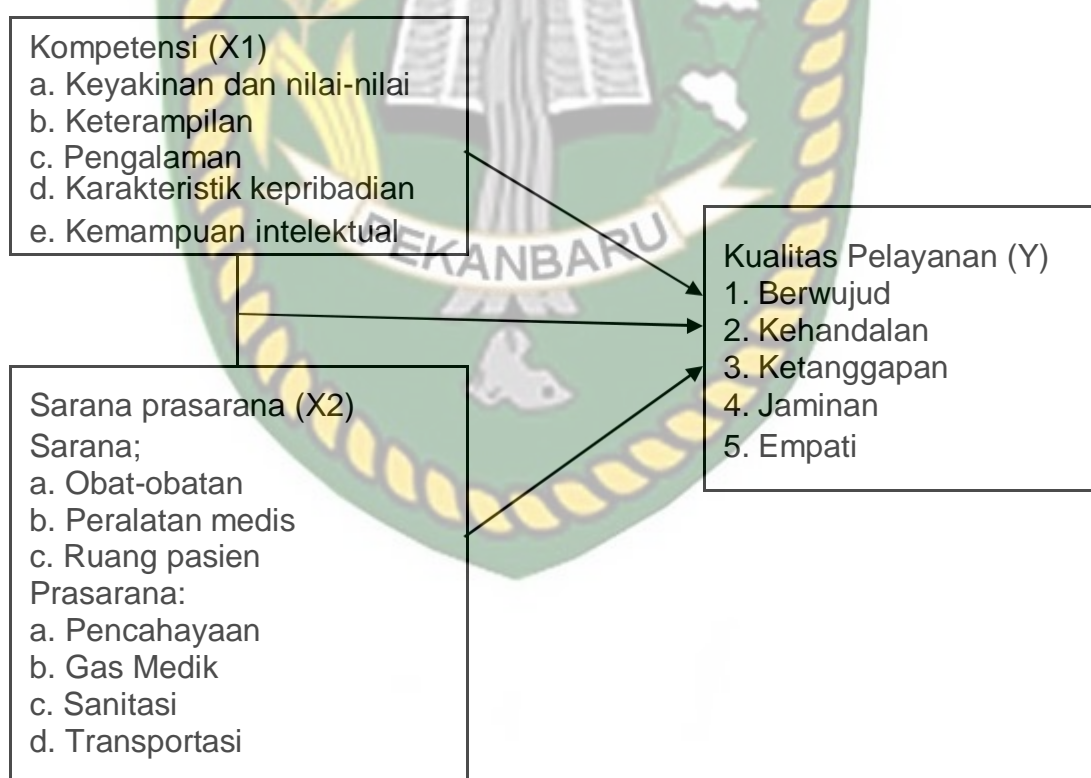 Kompetensi (X1)
a. Keyakinan dan nilai-nilai
b. Keterampilan
c. Pengalaman
d. Karakteristik kepribadian
e. Kemampuan intelektual
PEKANBARU
Kualitas Pelayanan (Y)
1. Berwujud
2. Kehandalan
3. Ketanggapan
4. Jaminan
5. Empati
Sarana prasarana (X2)
Sarana;
a. Obat-obatan
b. Peralatan medis
c. Ruang pasien
Prasarana:
a. Pencahayaan
b. Gas Medik
c. Sanitasi
d. Transportasi